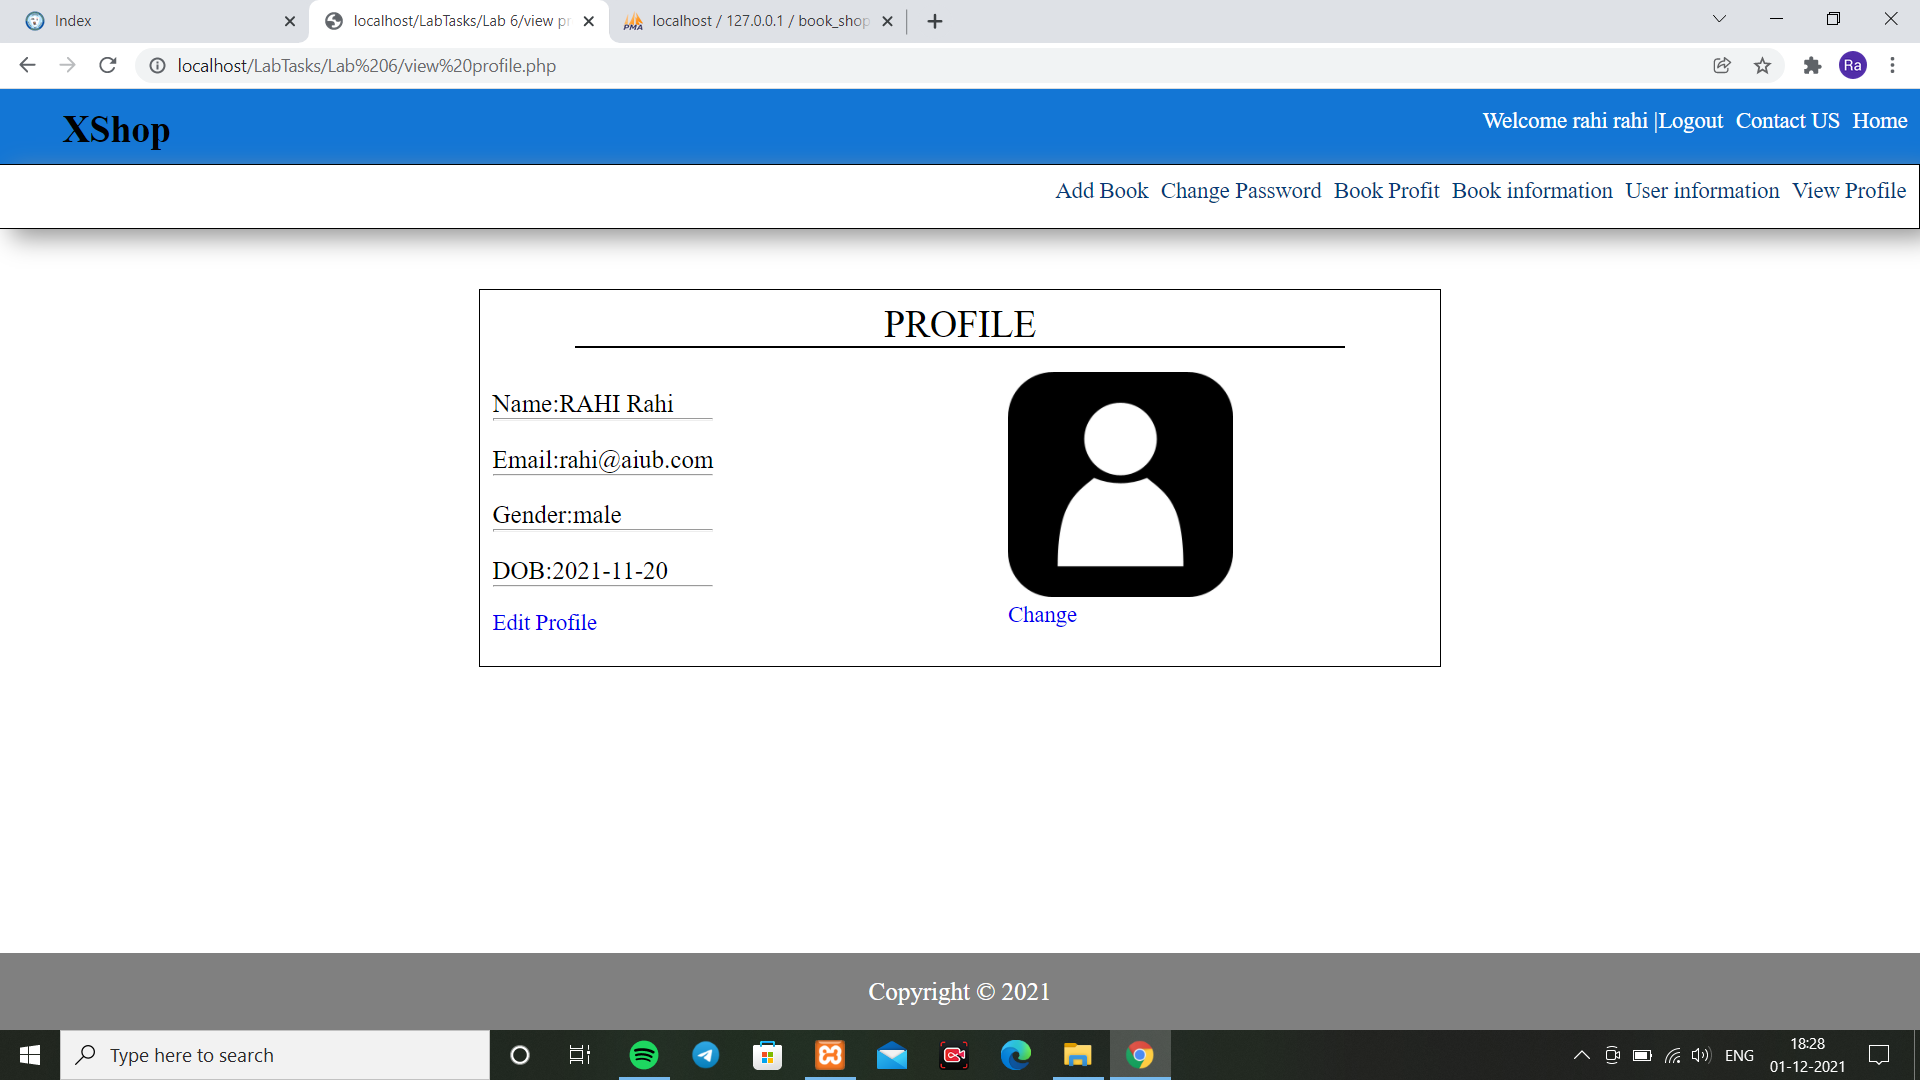 Index
localhost/LabTasks/Lab 6/view pr
localhost / 127.0.0.1 / book_shop
localhost/LabTasks/Lab%206/view%20profile.php
Ra
XShop
Welcome rahi rahi |Logout Contact US Home
Add Book Change Password Book Profit Book information User information View Profile
PROFILE
Name:RAHI Rahi
Email:rahi@aiub.com
Gender:male
DOB:2021-11-20
Edit Profile
Change
Copyright © 2021
Type here to search
ENG
18:28
01-12-2021